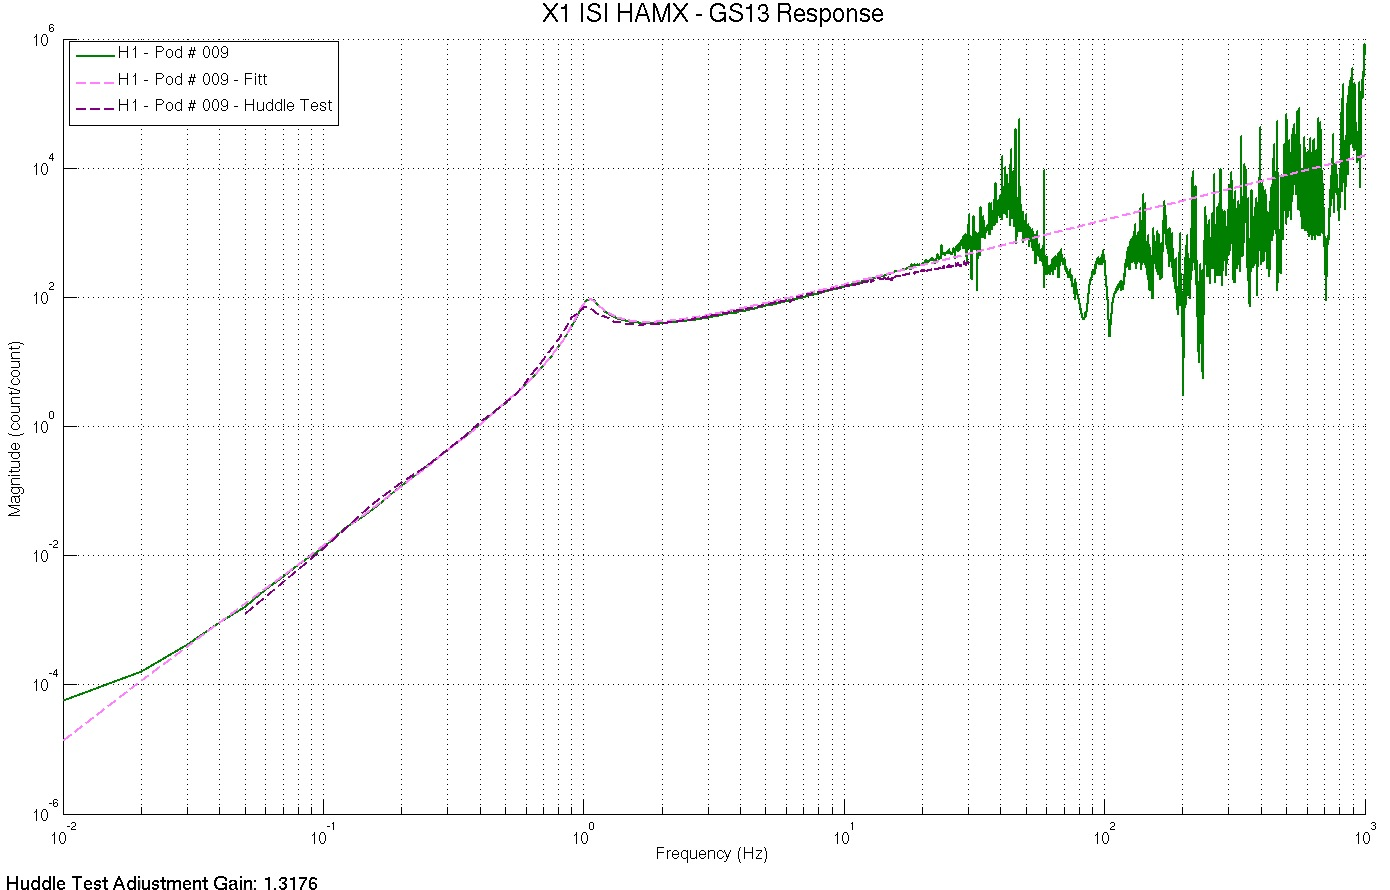 X1 ISI HAMX - GS13 Response
H1 - Pod # 009
H1 - Pod # 009 - Fitt
H1 - Pod # 009 - Huddle Test
Magnitude (count/count)
10^6
10^4
10^2
10^0
10^-2
10^-4
10^-6
10^-2 10^-1 10^0 10^1 10^2 10^3
Frequency (Hz)
Huddle Test Adjustment Gain: 1.3176